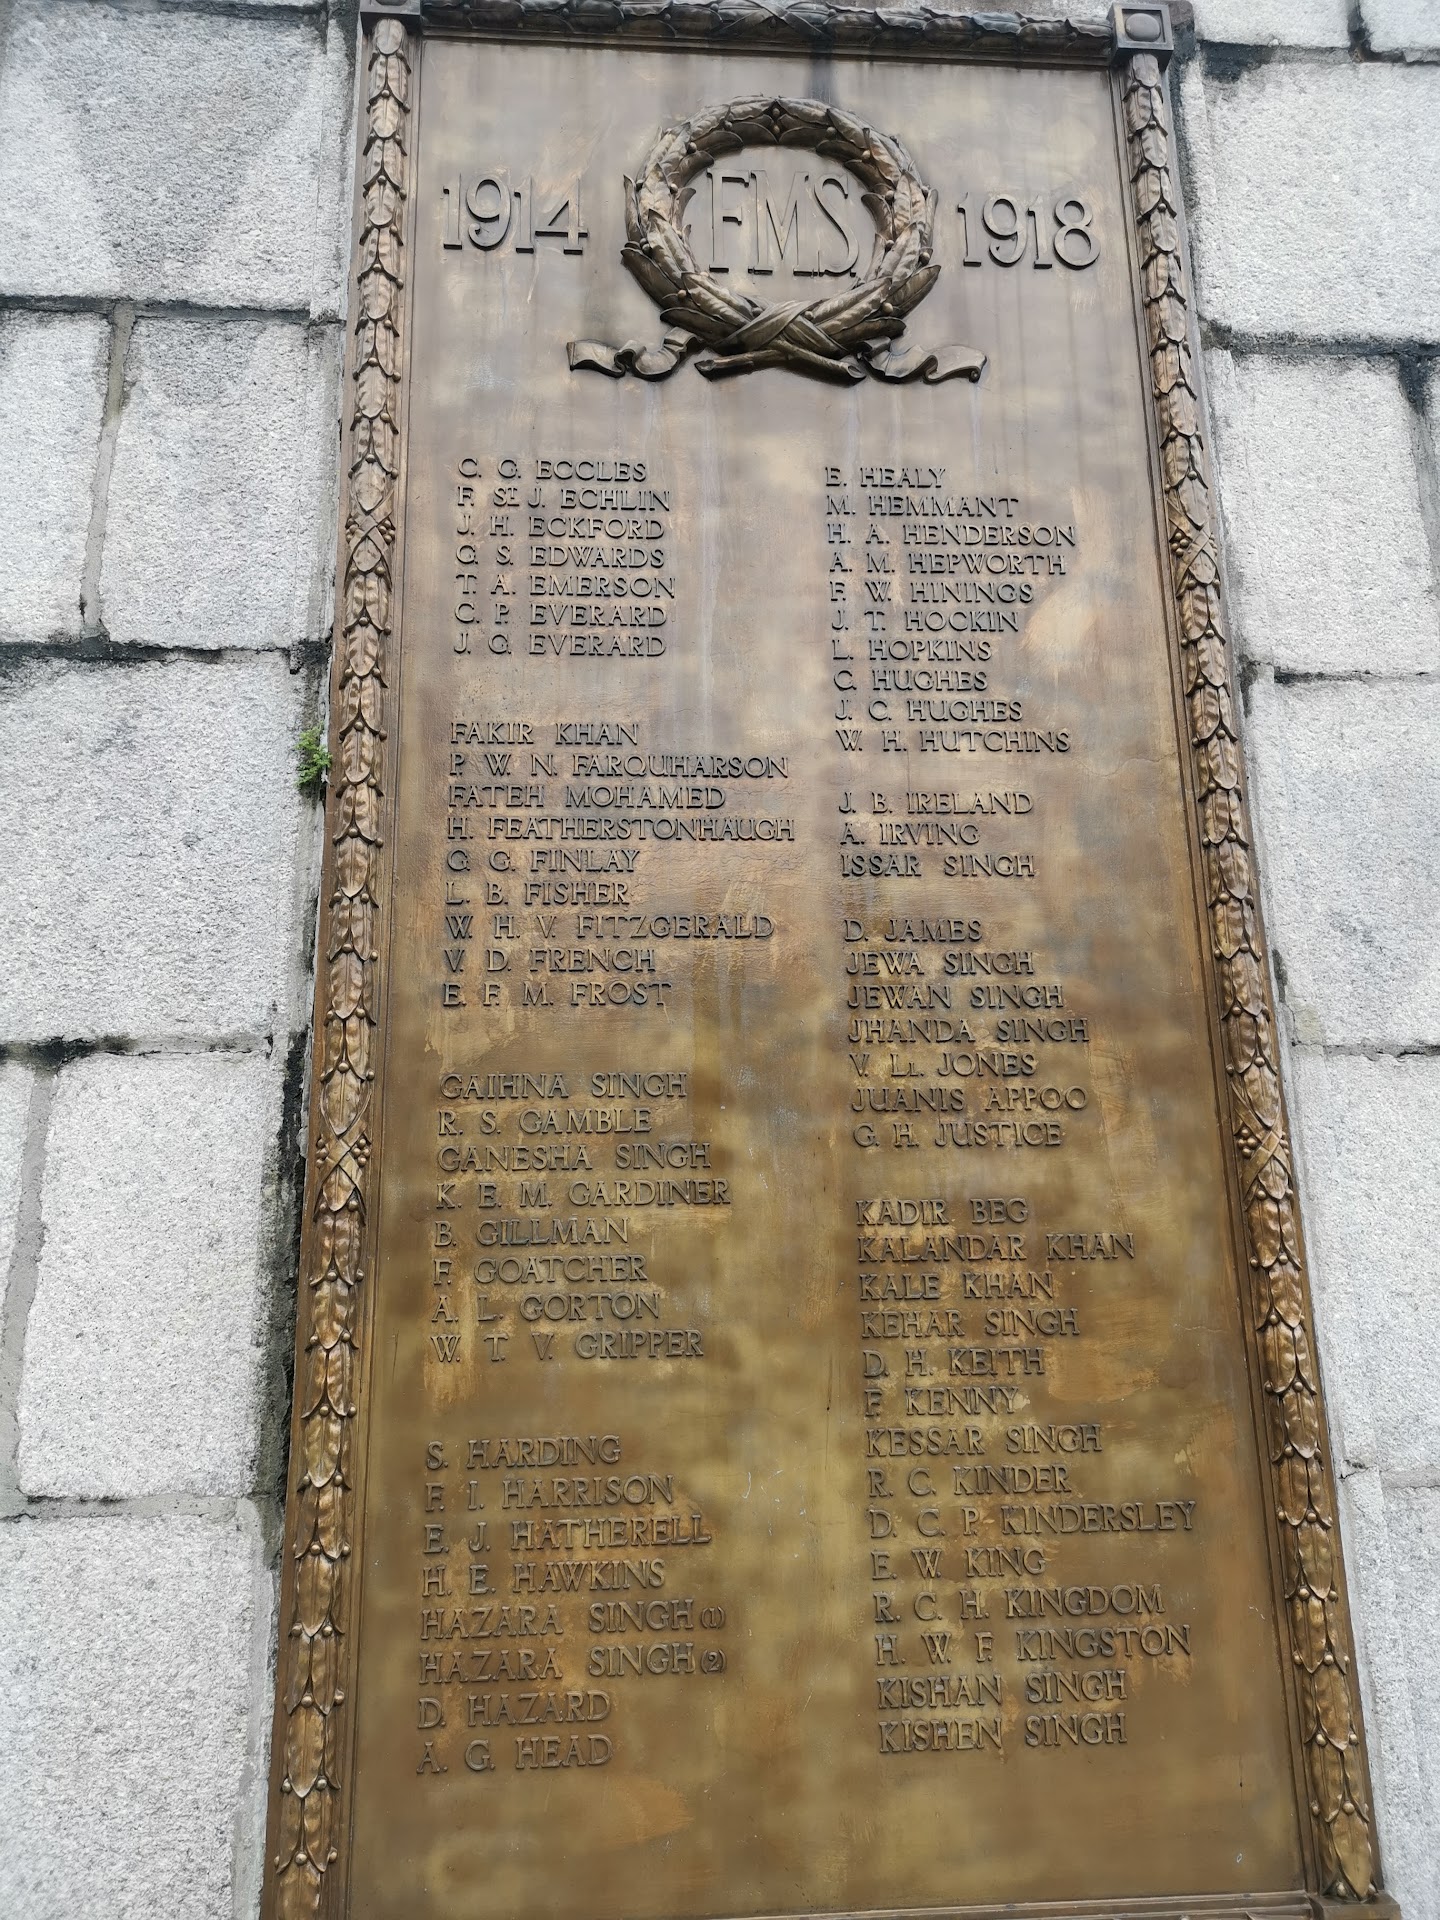 1914 F.M.S. 1918
C. G. ECCLES
F. ST. J. ECHLIN
J. H. ECKFORD
G. S. EDWARDS
T. A. EMERSON
C. P. EVERARD
J. G. EVERARD
FAKIR KHAN
P. W. N. FARQUHARSON
FATEH MOHAMED
H. FEATHERSTONHAUGH
G. G. FINLAY
L. B. FISHER
W. H. V. FITZGERALD
V. D. FRENCH
E. F. M. FROST
GAIHNA SINGH
R. S. GAMBLE
GANESHA SINGH
K. E. M. GARDINER
B. GILLMAN
F. GOATCHER
A. L. GORTON
W. T. V. GRIPPER
S. HARDING
F. I. HARRISON
E. J. HATHERELL
H. E. HAWKINS
HAZARA SINGH (1)
HAZARA SINGH (2)
D. HAZARD
A. G. HEAD
E. HEALY
M. HEMMANT
H. A. HENDERSON
A. M. HEPWORTH
F. W. HININGS
J. T. HOCKIN
L. HOPKINS
C. HUGHES
J. C. HUGHES
W. H. HUTCHINS
J. B. IRELAND
A. IRVING
ISSAR SINGH
D. JAMES
JEWA SINGH
JEWAN SINGH
JHANDA SINGH
V. LL. JONES
JUANIS APPOO
G. H. JUSTICE
KADIR BEG
KALANDAR KHAN
KALE KHAN
KEHAR SINGH
D. H. KEITH
F. KENNY
KESSAR SINGH
R. C. KINDER
D. C. P. KINDERSLEY
E. W. KING
R. C. H. KINGDOM
H. W. F. KINGSTON
KISHAN SINGH
KISHEN SINGH